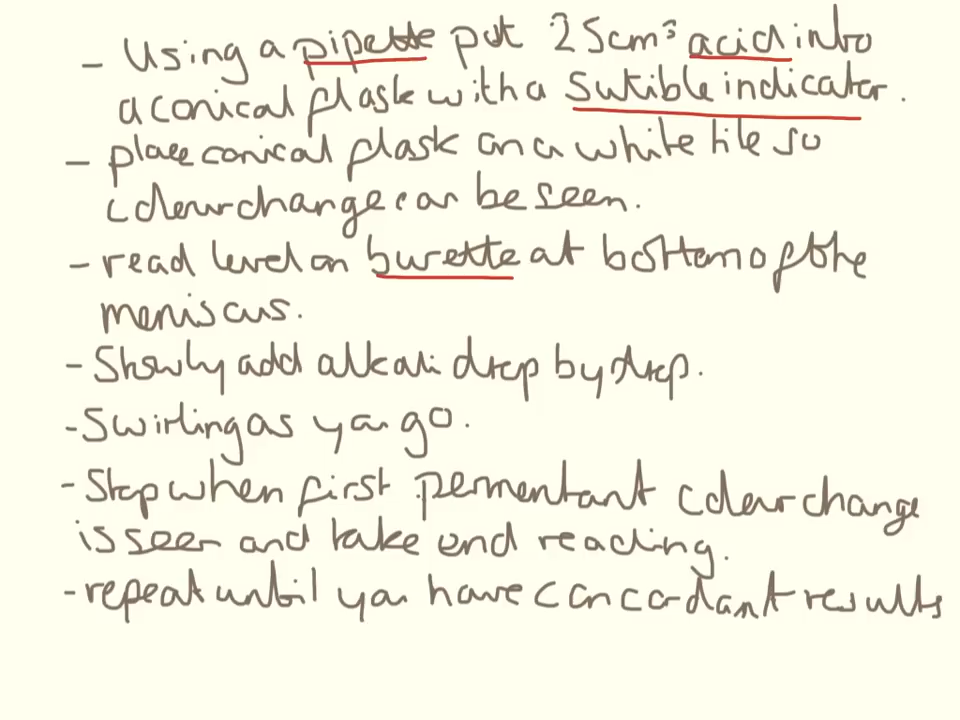 - Using a pipette put 25cm³ acid into
a conical flask with a sutible indicator.
- place conical flask on a white tile so
colour change can be seen.
- read level on burette at bottom of the
meniscus.
- Slowly add alkali drop by drop.
- Swirling as you go.
- Stop when first permentant colour change
is seen and take end reading.
- repeat until you have concordant results